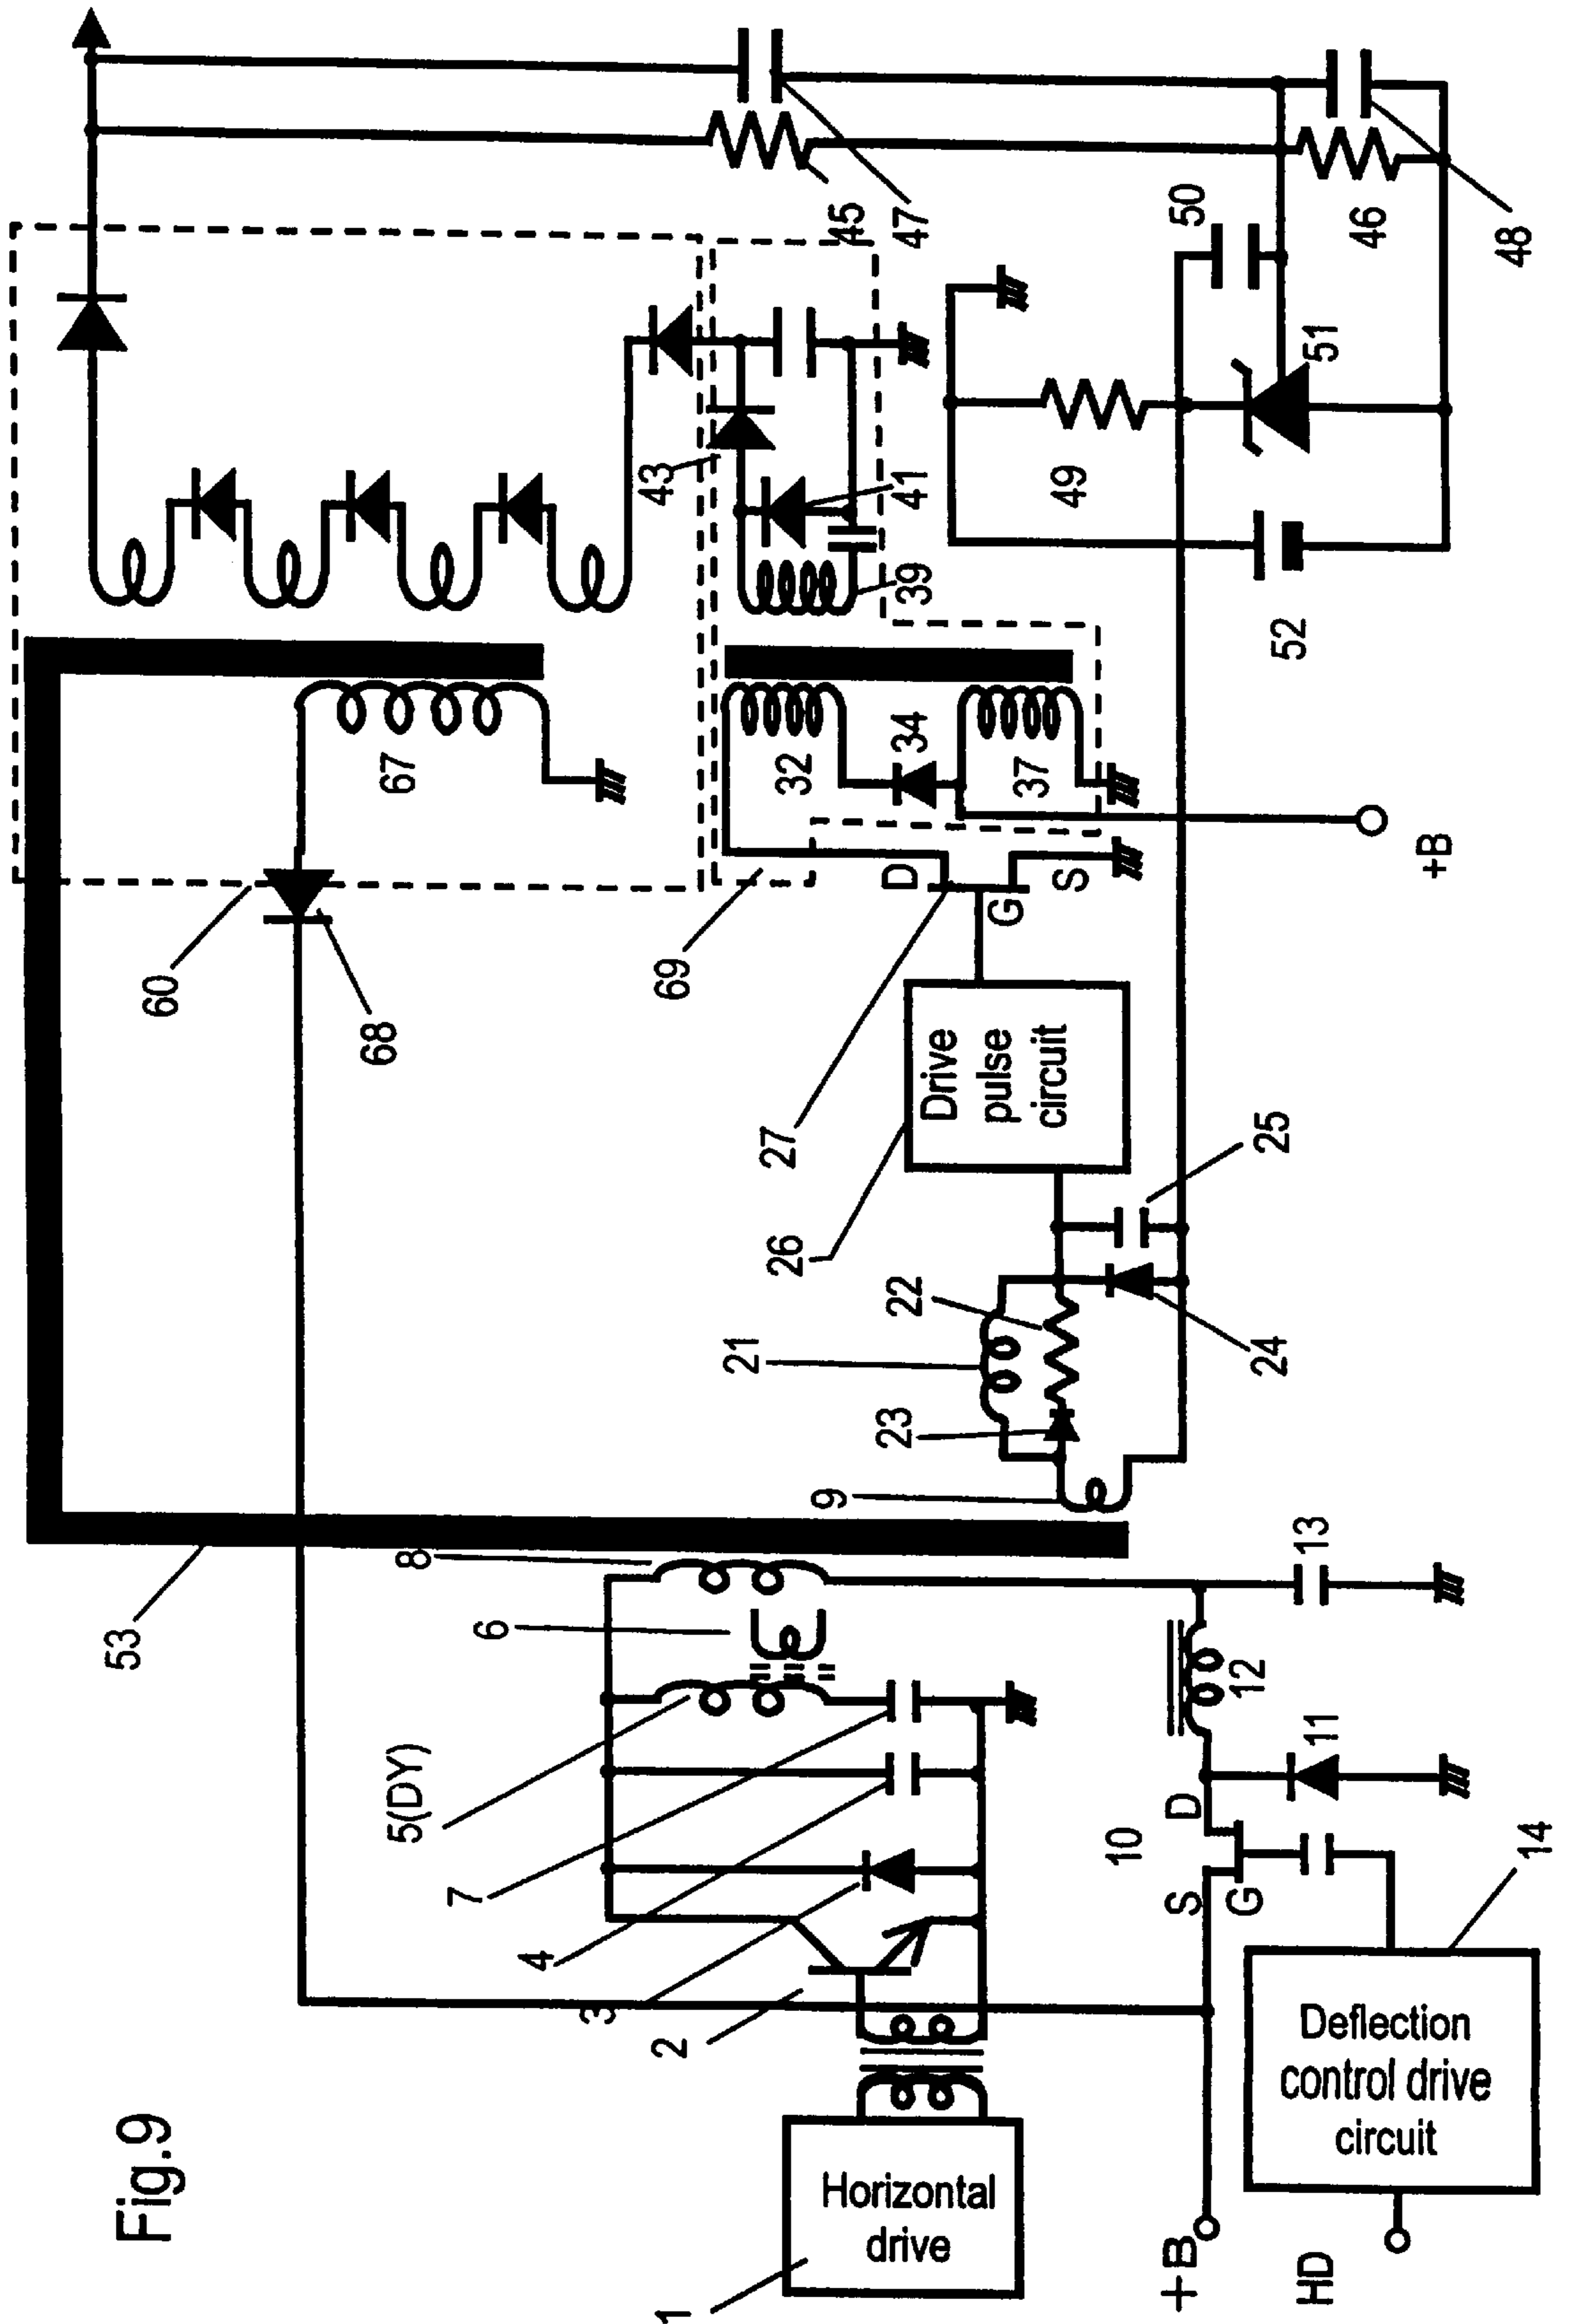 Fig.9
1
Horizontal
drive
2
3
4
7
5(DY)
6
8
53
9
+B
HD
Deflection
control drive
circuit
14
S
G
D
10
11
12
13
23
21
22
24
25
26
Drive
pulse
circuit
27
D
G
S
69
60
68
67
32
34
37
+B
39
41
43
52
49
51
50
45
47
46
48